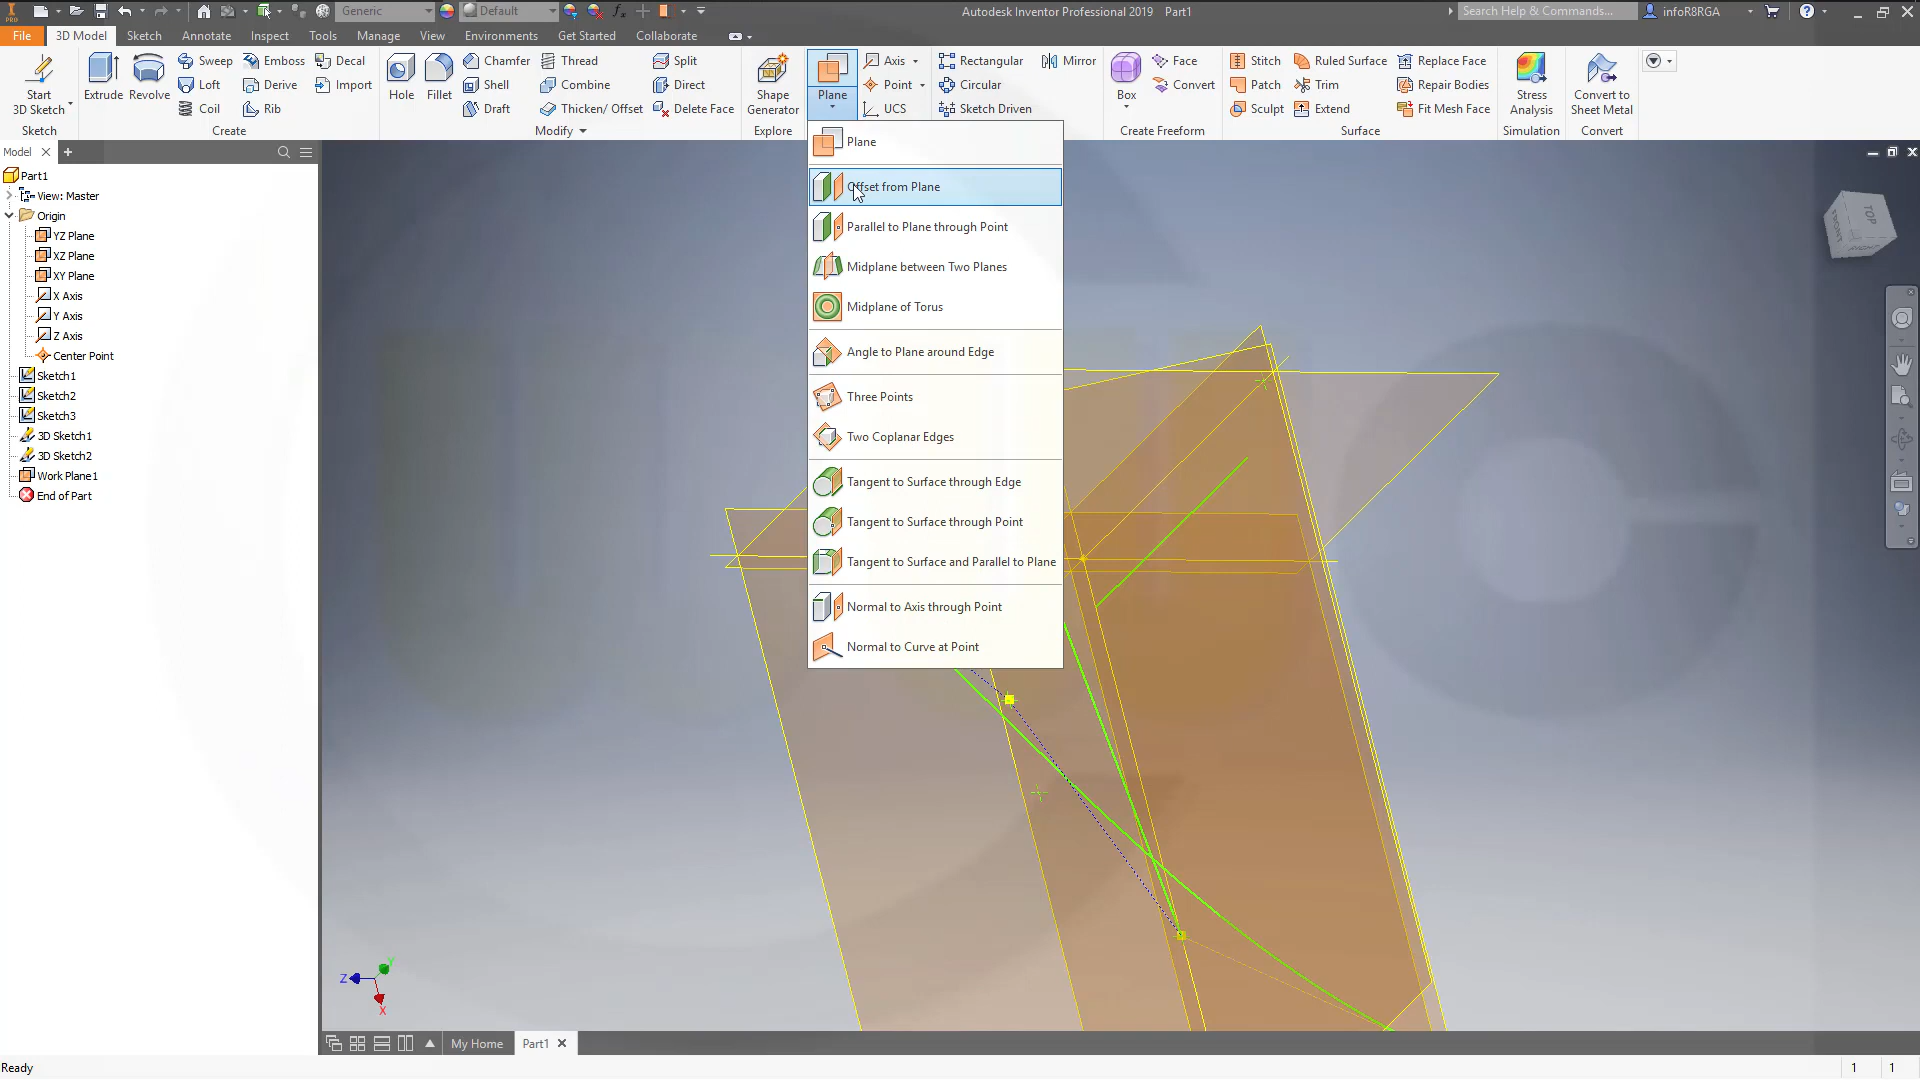 Generic
Default
Autodesk Inventor Professional 2019 Part1
Search Help & Commands...
infoR8RGA
PRO
File
3D Model
Sketch
Annotate
Inspect
Tools
Manage
View
Environments
Get Started
Collaborate
Start
3D Sketch
Sketch
Extrude
Revolve
Sweep
Emboss
Decal
Loft
Derive
Import
Coil
Rib
Create
Hole
Fillet
Chamfer
Thread
Split
Shell
Combine
Direct
Draft
Thicken/ Offset
Delete Face
Modify
Shape
Generator
Explore
Plane
Axis
Point
UCS
Rectangular
Mirror
Circular
Sketch Driven
Box
Face
Convert
Create Freeform
Stitch
Ruled Surface
Replace Face
Patch
Trim
Repair Bodies
Sculpt
Extend
Fit Mesh Face
Surface
Stress
Analysis
Simulation
Convert to
Sheet Metal
Convert
Model
Part1
View: Master
Origin
YZ Plane
XZ Plane
XY Plane
X Axis
Y Axis
Z Axis
Center Point
Sketch1
Sketch2
Sketch3
3D Sketch1
3D Sketch2
Work Plane1
End of Part
Plane
Offset from Plane
Parallel to Plane through Point
Midplane between Two Planes
Midplane of Torus
Angle to Plane around Edge
Three Points
Two Coplanar Edges
Tangent to Surface through Edge
Tangent to Surface through Point
Tangent to Surface and Parallel to Plane
Normal to Axis through Point
Normal to Curve at Point
TOP
FRONT
Z
Y
X
My Home
Part1
Ready
1
1